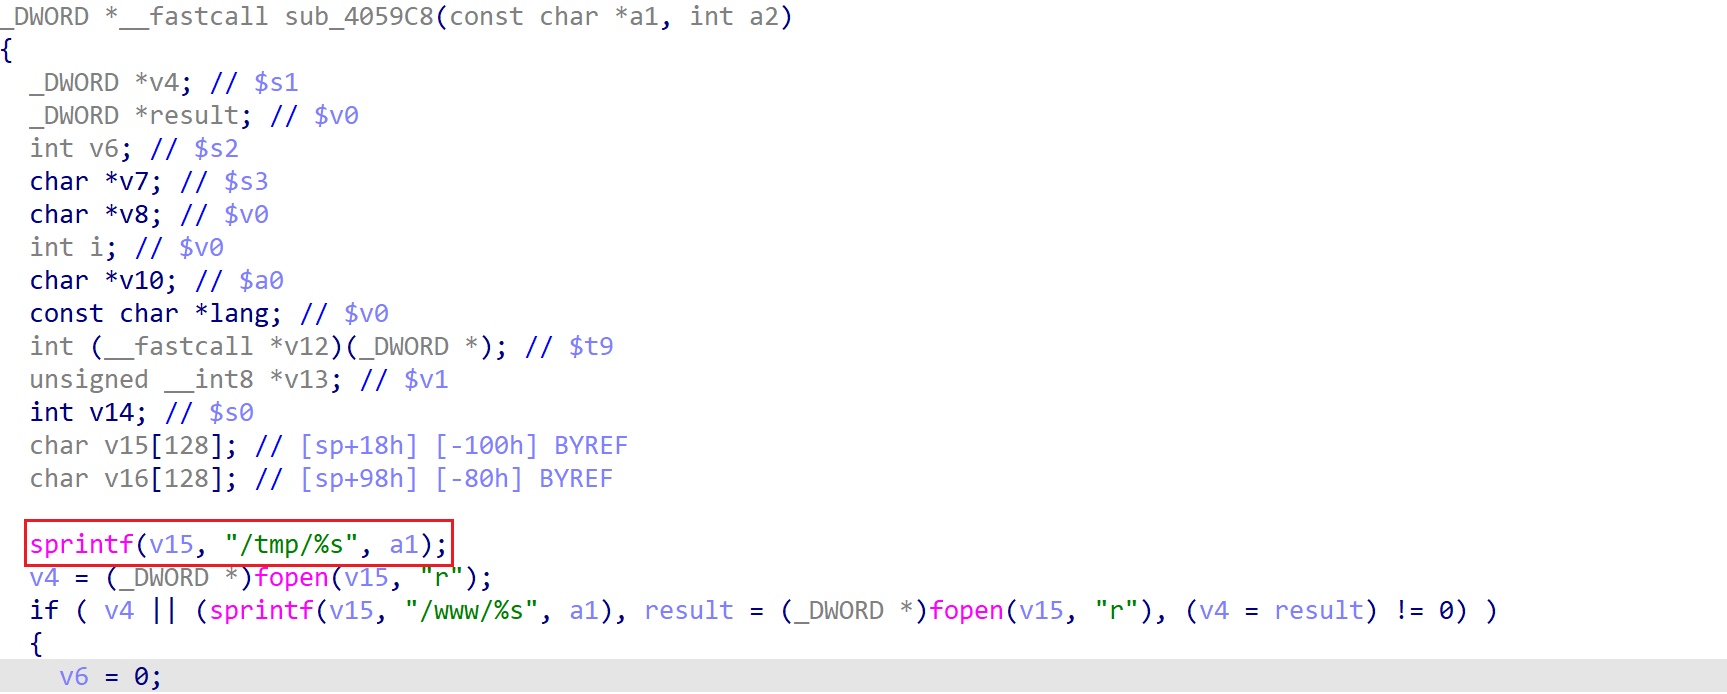 _DWORD *__fastcall sub_4059C8(const char *a1, int a2)
{
  _DWORD *v4; // $s1
  _DWORD *result; // $v0
  int v6; // $s2
  char *v7; // $s3
  char *v8; // $v0
  int i; // $v0
  char *v10; // $a0
  const char *lang; // $v0
  int (__fastcall *v12)(_DWORD *); // $t9
  unsigned __int8 *v13; // $v1
  int v14; // $s0
  char v15[128]; // [sp+18h] [-100h] BYREF
  char v16[128]; // [sp+98h] [-80h] BYREF
  sprintf(v15, "/tmp/%s", a1);
  v4 = (_DWORD *)fopen(v15, "r");
  if ( v4 || (sprintf(v15, "/www/%s", a1), result = (_DWORD *)fopen(v15, "r"), (v4 = result) != 0) )
  {
    v6 = 0;